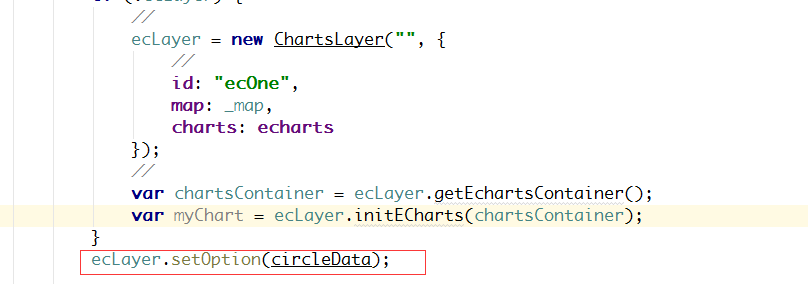 //
ecLayer = new ChartsLayer("", {
//
id: "ecOne",
map: _map,
charts: echarts
});
//
var chartsContainer = ecLayer.getEchartsContainer();
var myChart = ecLayer.initECharts(chartsContainer);
}
ecLayer.setOption(circleData);